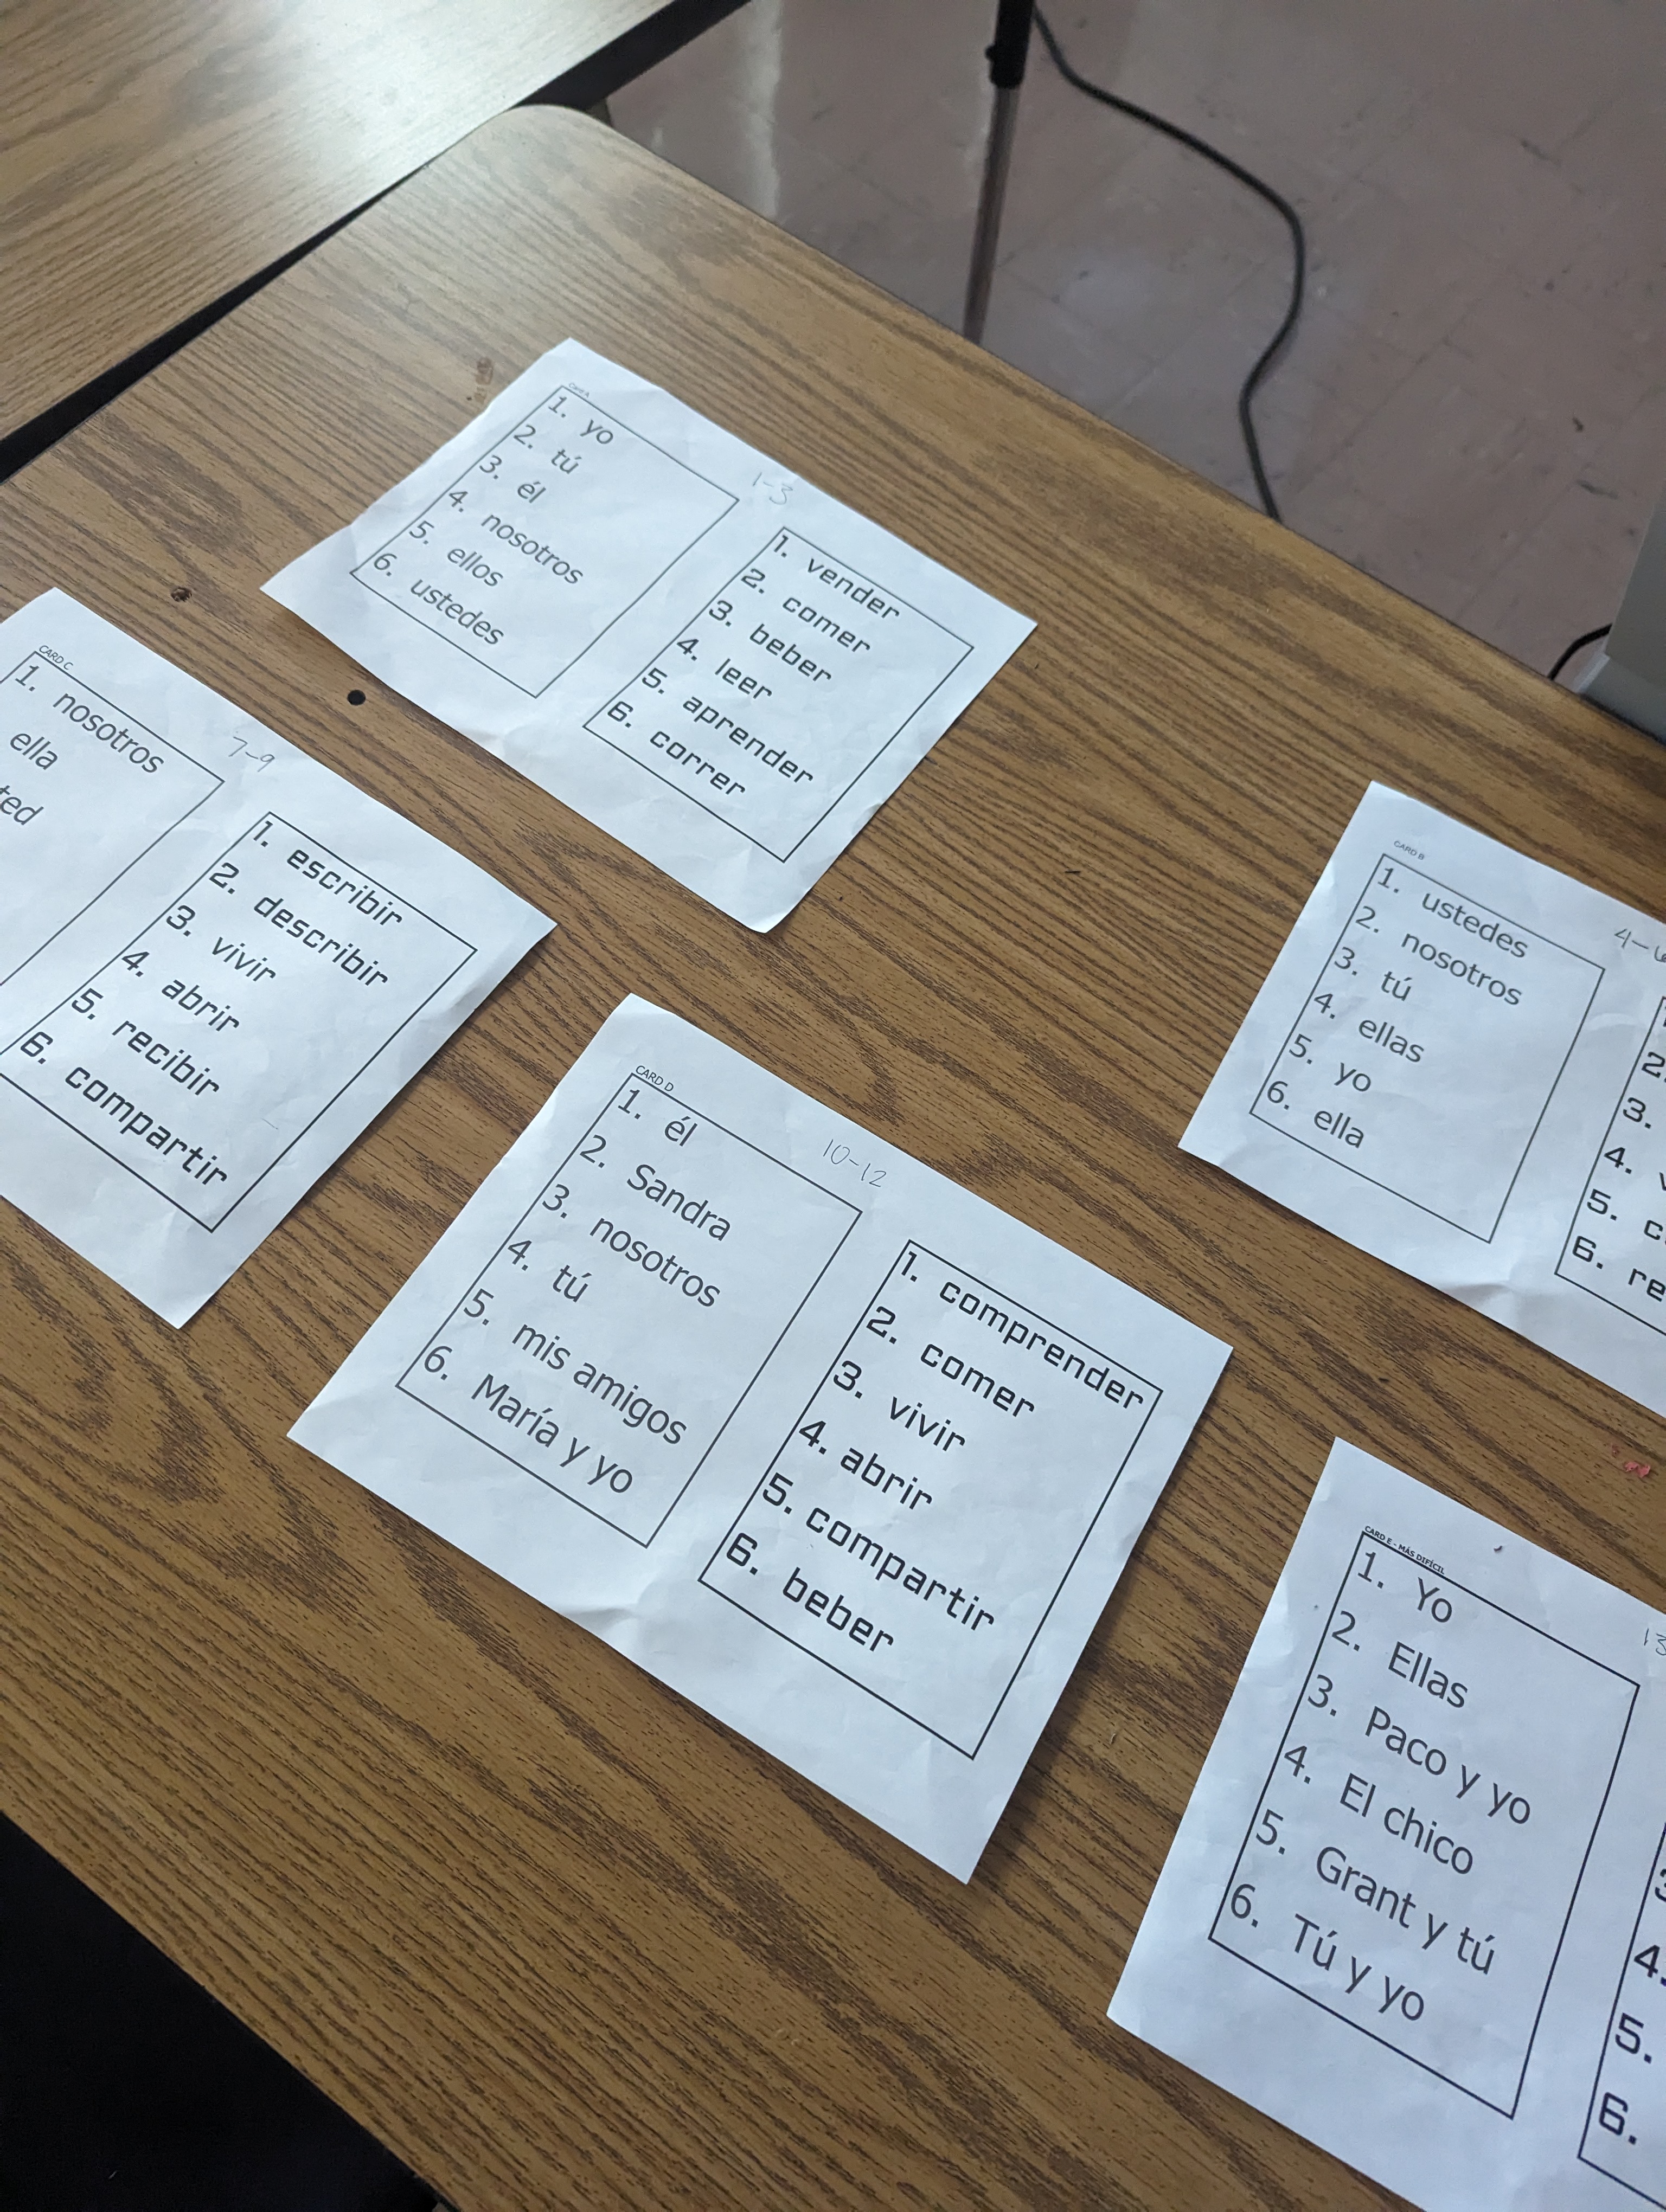 CARD A
1. yo
2. tú
3. él
4. nosotros
5. ellos
6. ustedes
1-3
1. vender
2. comer
3. beber
4. leer
5. aprender
6. correr
CARD C
1. nosotros
ella
7-9
1. escribir
2. describir
3. vivir
4. abrir
5. recibir
6. compartir
CARD B
1. ustedes
2. nosotros
3. tú
4. ellas
5. yo
6. ella
2.
3.
4.
5.
6. re
CARD D
1. él
2. Sandra
3. nosotros
4. tú
5. mis amigos
6. María y yo
10-12
1. comprender
2. comer
3. vivir
4. abrir
5. compartir
6. beber
CARD E - MÁS DIFÍCIL
1. Yo
2. Ellas
3. Paco y yo
4. El chico
5. Grant y tú
6. Tú y yo
13
4.
5.
6.